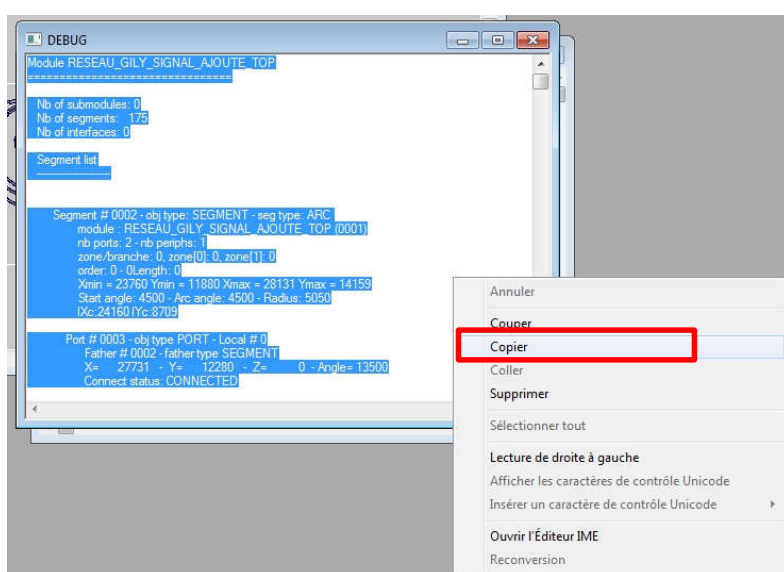 DEBUG
Module RESEAU_GILY_SIGNAL_AJOUTE_TOP
================================
Nb of submodules: 0
Nb of segments: 175
Nb of interfaces: 0
Segment list
------------------
Segment # 0002 - obj type: SEGMENT - seg type: ARC
module : RESEAU_GILY_SIGNAL_AJOUTE_TOP (0001)
nb ports: 2 - nb periphs: 1
zone/branche: 0, zone[0]: 0, zone[1]: 0
order: 0 - 0Length: 0
Xmin = 23760 Ymin = 11880 Xmax = 28131 Ymax = 14159
Start angle: 4500 - Arc angle: 4500 - Radius: 5050
IXc:24160 IYc:8709
Port # 0003 - obj type PORT - Local # 0
Father # 0002 - father type SEGMENT
X= 27731 - Y= 12280 - Z= 0 - Angle= 13500
Connect status: CONNECTED
Annuler
Couper
Copier
Coller
Supprimer
Sélectionner tout
Lecture de droite à gauche
Afficher les caractères de contrôle Unicode
Insérer un caractère de contrôle Unicode
Ouvrir l'Éditeur IME
Reconversion